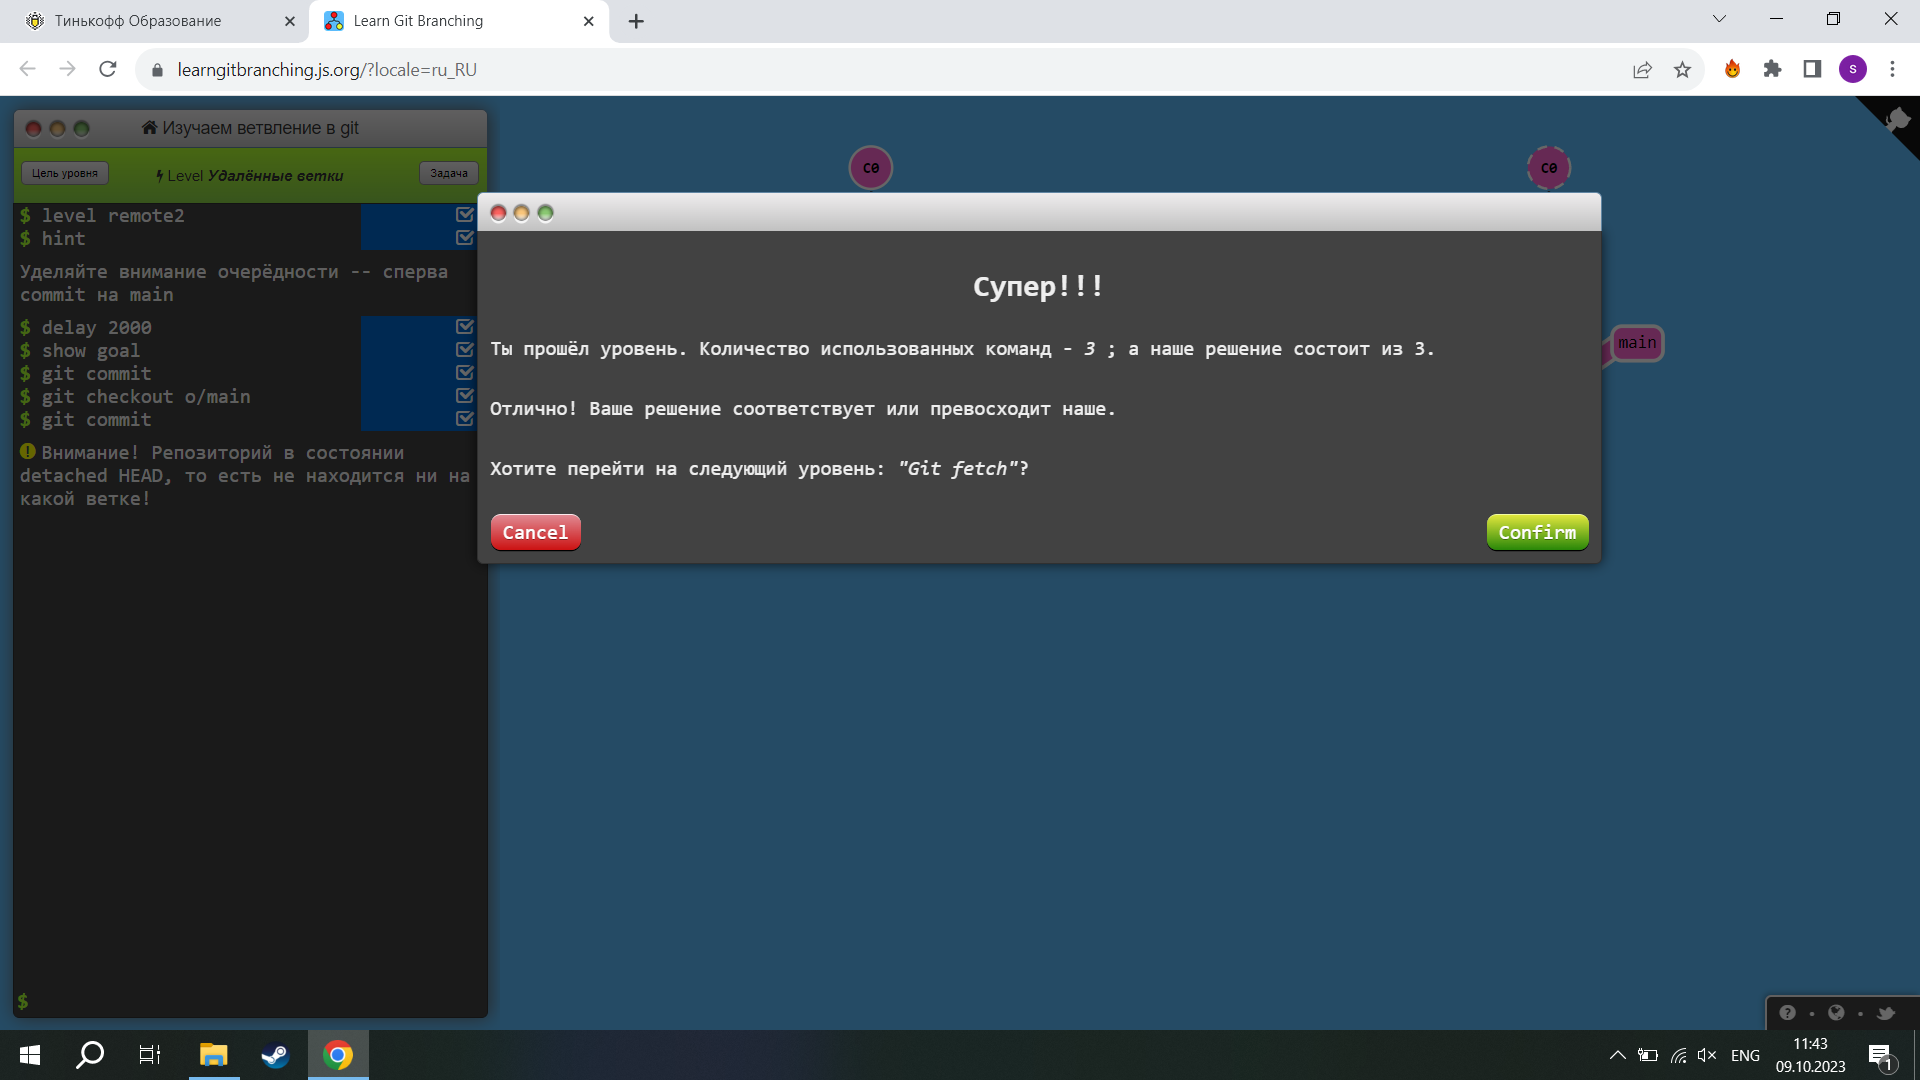 Тинькофф Образование
Learn Git Branching
learngitbranching.js.org/?locale=ru_RU
s
Изучаем ветвление в git
Цель уровня
Level Удалённые ветки
Задача
$ level remote2
$ hint
Уделяйте внимание очерёдности -- сперва
commit на main
$ delay 2000
$ show goal
$ git commit
$ git checkout o/main
$ git commit
Внимание! Репозиторий в состоянии
detached HEAD, то есть не находится ни на
какой ветке!
$
C0
C0
main
Супер!!!
Ты прошёл уровень. Количество использованных команд - 3 ; а наше решение состоит из 3.
Отлично! Ваше решение соответствует или превосходит наше.
Хотите перейти на следующий уровень: "Git fetch"?
Cancel
Confirm
ENG
11:43
09.10.2023
1